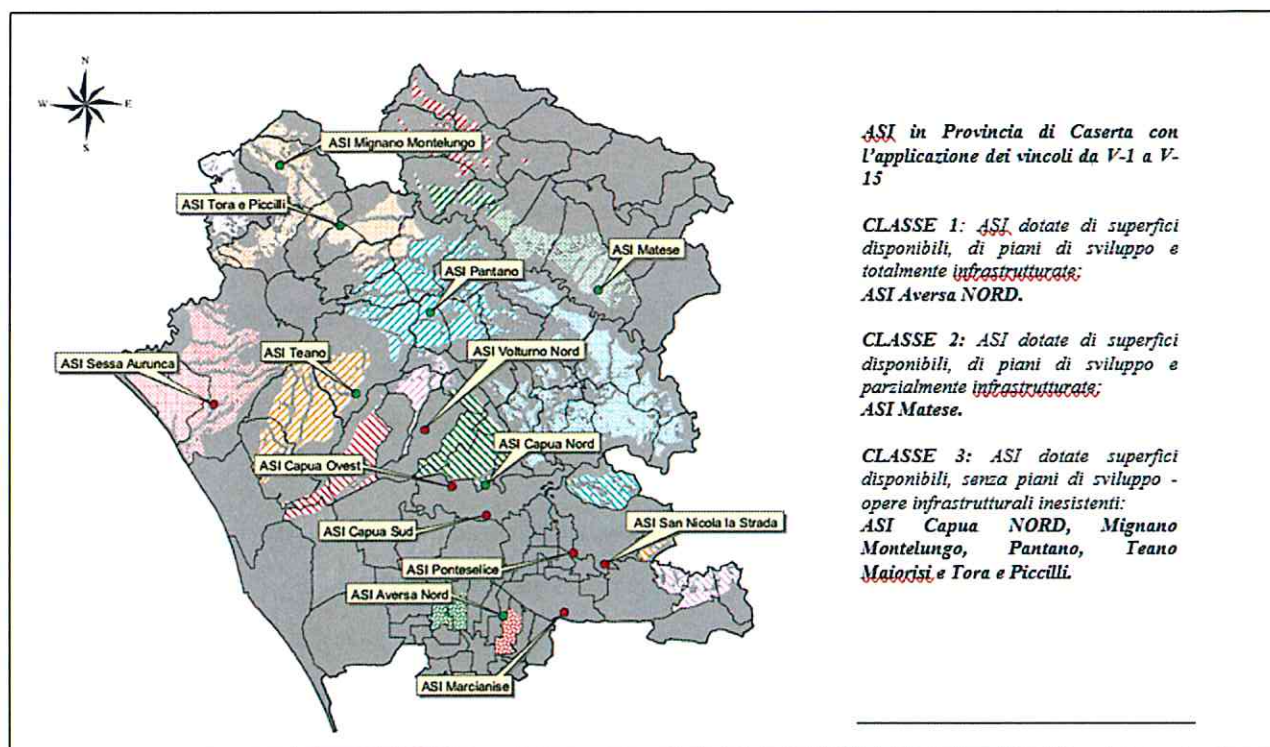 N
W E
S
ASI Mignano Montelungo
ASI Tora e Piccilli
ASI Matese
ASI Pantano
ASI Teano
ASI Volturno Nord
ASI Sessa Aurunca
ASI Capua Nord
ASI Capua Ovest
ASI San Nicola la Strada
ASI Capua Sud
ASI Ponteselice
ASI Aversa Nord
ASI Marcianise
ASI in Provincia di Caserta con
l'applicazione dei vincoli da V-1 a V-
15
CLASSE 1: ASI dotate di superfici
disponibili, di piani di sviluppo e
totalmente infrastrutturate:
ASI Aversa NORD.
CLASSE 2: ASI dotate di superfici
disponibili, di piani di sviluppo e
parzialmente infrastrutturate:
ASI Matese.
CLASSE 3: ASI dotate superfici
disponibili, senza piani di sviluppo -
opere infrastrutturali inesistenti:
ASI Capua NORD, Mignano
Montelungo, Pantano, Teano
Maiorisi e Tora e Piccilli.